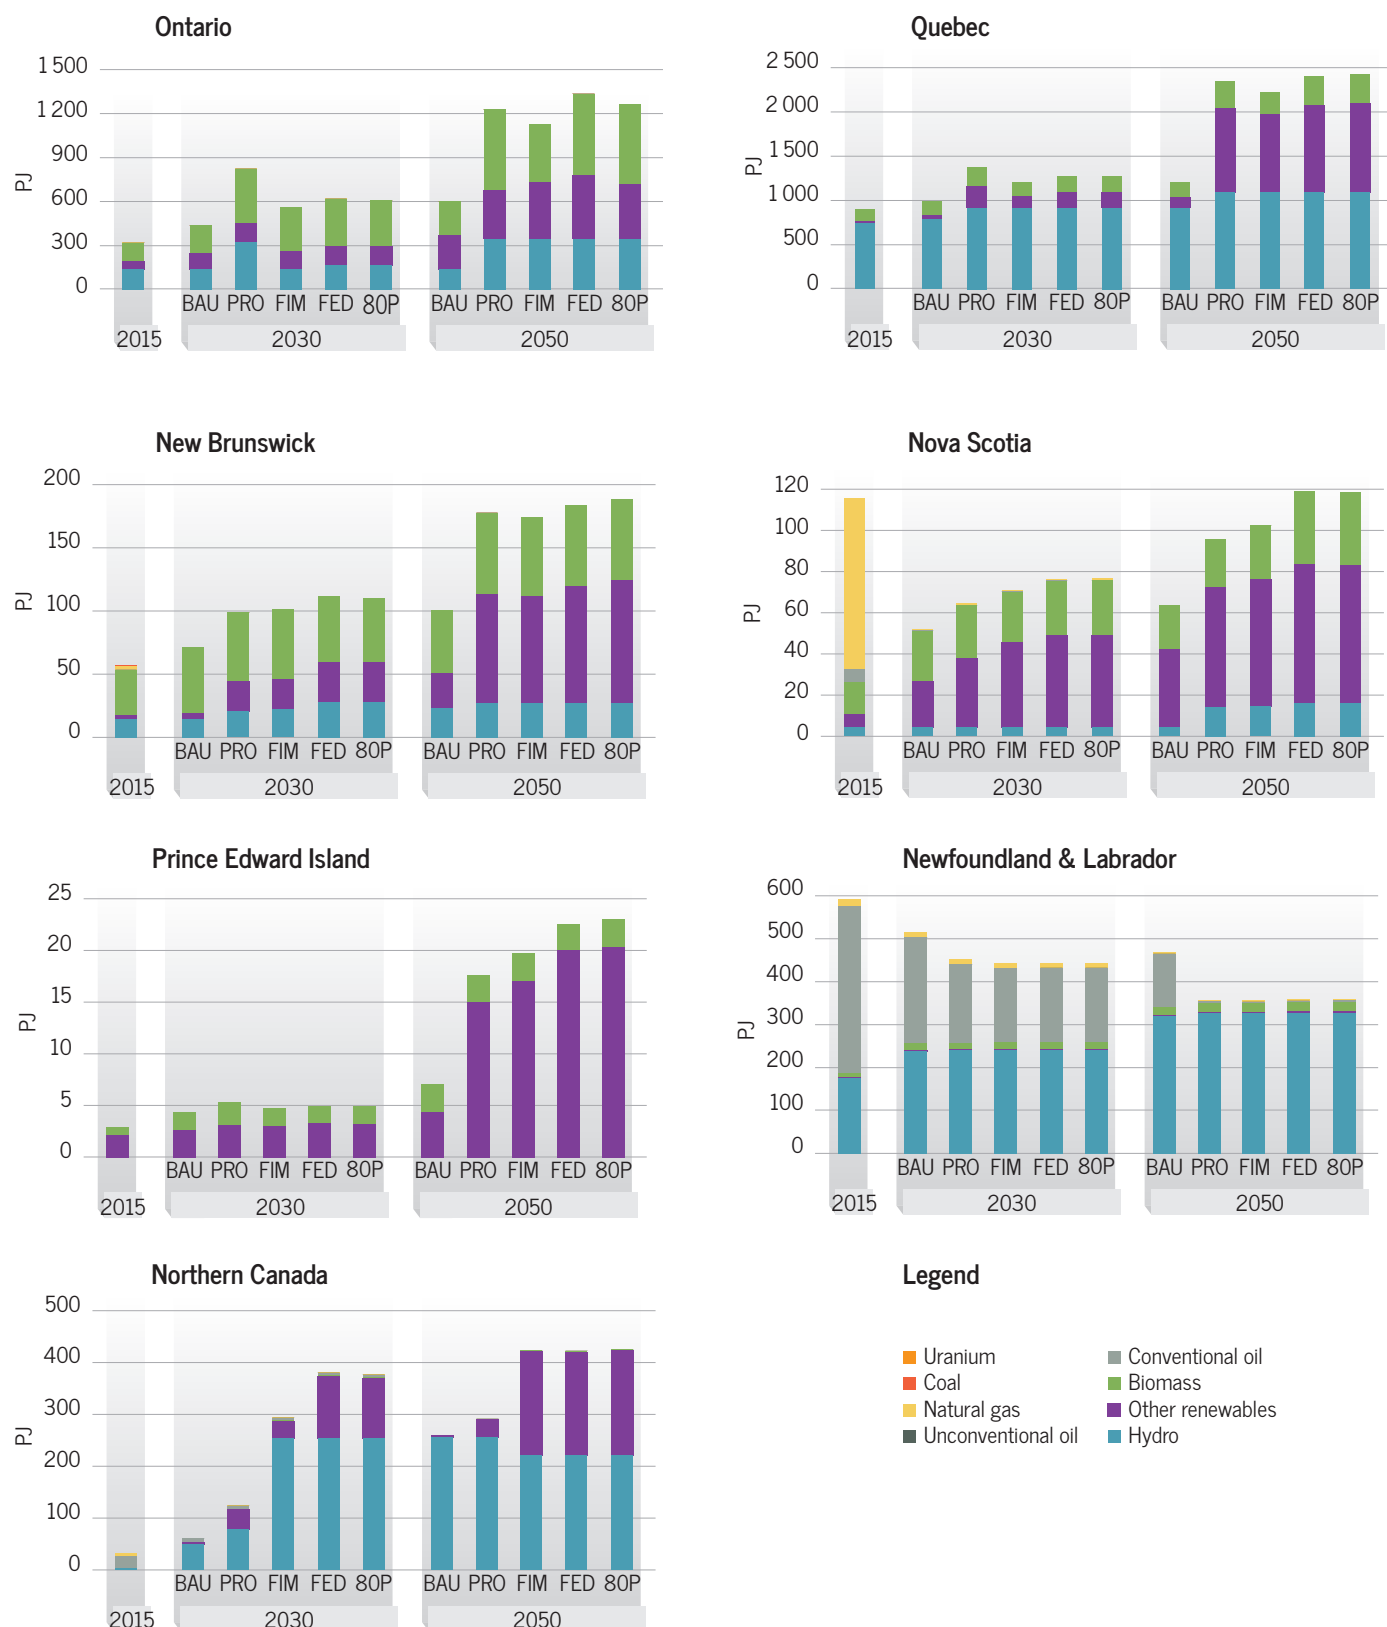 Ontario
1 500
1 200
900
600
300
0
PJ
BAU PRO FIM FED 80P BAU PRO FIM FED 80P
2015 2030 2050
Quebec
2 500
2 000
1 500
1 000
500
0
PJ
BAU PRO FIM FED 80P BAU PRO FIM FED 80P
2015 2030 2050
New Brunswick
200
150
100
50
0
PJ
BAU PRO FIM FED 80P BAU PRO FIM FED 80P
2015 2030 2050
Nova Scotia
120
100
80
60
40
20
0
PJ
BAU PRO FIM FED 80P BAU PRO FIM FED 80P
2015 2030 2050
Prince Edward Island
25
20
15
10
5
0
PJ
BAU PRO FIM FED 80P BAU PRO FIM FED 80P
2015 2030 2050
Newfoundland & Labrador
600
500
400
300
200
100
0
PJ
BAU PRO FIM FED 80P BAU PRO FIM FED 80P
2015 2030 2050
Northern Canada
500
400
300
200
100
0
PJ
BAU PRO FIM FED 80P BAU PRO FIM FED 80P
2015 2030 2050
Legend
Uranium
Coal
Natural gas
Unconventional oil
Conventional oil
Biomass
Other renewables
Hydro